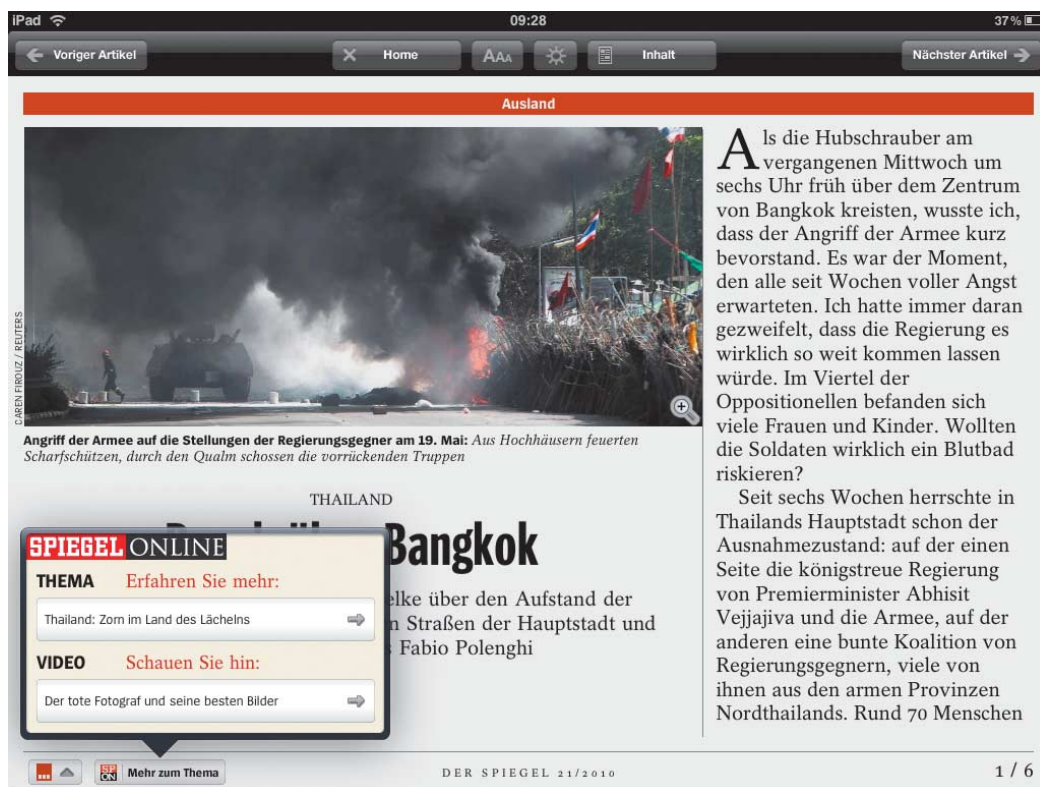 iPad 09:28 37%
Voriger Artikel Home AAA Inhalt Nächster Artikel
Ausland
CAREN FIROUZ / REUTERS
Angriff der Armee auf die Stellungen der Regierungsgegner am 19. Mai: Aus Hochhäusern feuerten
Scharfschützen, durch den Qualm schossen die vorrückenden Truppen
THAILAND
Bangkok
elke über den Aufstand der
n Straßen der Hauptstadt und
Fabio Polenghi
SPIEGEL ONLINE
THEMA Erfahren Sie mehr:
Thailand: Zorn im Land des Lächelns
VIDEO Schauen Sie hin:
Der tote Fotograf und seine besten Bilder
Als die Hubschrauber am
vergangenen Mittwoch um
sechs Uhr früh über dem Zentrum
von Bangkok kreisten, wusste ich,
dass der Angriff der Armee kurz
bevorstand. Es war der Moment,
den alle seit Wochen voller Angst
erwarteten. Ich hatte immer daran
gezweifelt, dass die Regierung es
wirklich so weit kommen lassen
würde. Im Viertel der
Oppositionellen befanden sich
viele Frauen und Kinder. Wollten
die Soldaten wirklich ein Blutbad
riskieren?
Seit sechs Wochen herrschte in
Thailands Hauptstadt schon der
Ausnahmezustand: auf der einen
Seite die königstreue Regierung
von Premierminister Abhisit
Vejjajiva und die Armee, auf der
anderen eine bunte Koalition von
Regierungsgegnern, viele von
ihnen aus den armen Provinzen
Nordthailands. Rund 70 Menschen
SP ON Mehr zum Thema
DER SPIEGEL 21/2010
1 / 6